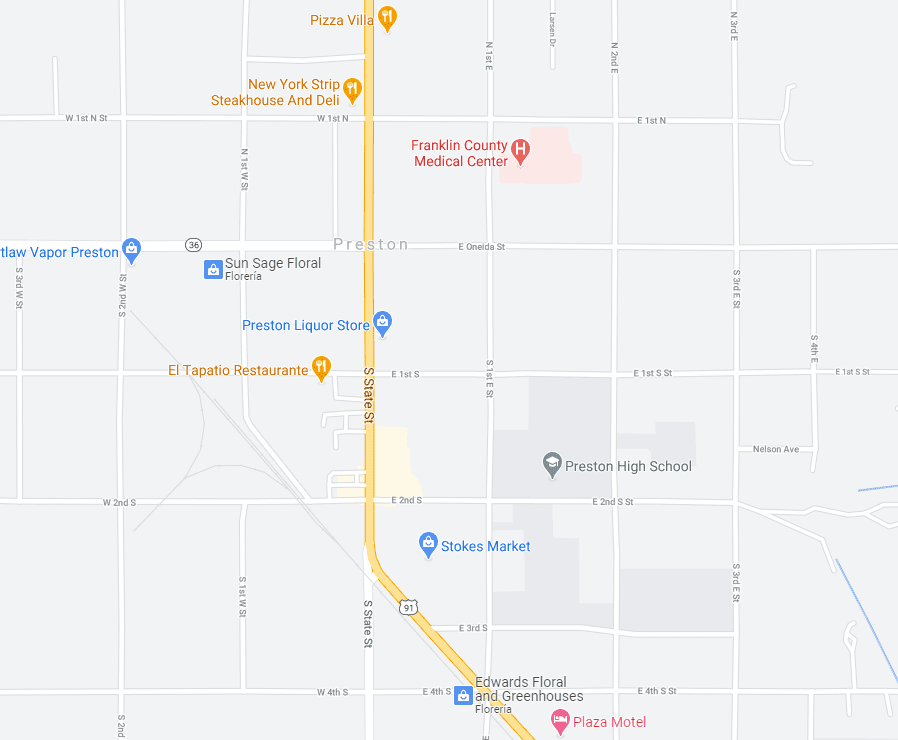 Pizza Villa
N 1st E
Larsen Dr
N 2nd E
N 3rd E
New York Strip
Steakhouse And Deli
W 1st N St
W 1st N
E 1st N
Franklin County
Medical Center
H
N 1st W St
36
Preston
E Oneida St
tlaw Vapor Preston
Sun Sage Floral
Florería
S 3rd W St
S 2nd W St
S 3rd E St
Preston Liquor Store
S 4th E
El Tapatio Restaurante
E 1st S
S 1st E St
E 1st S St
E 1st S St
S State St
Nelson Ave
Preston High School
W 2nd S
E 2nd S
E 2nd S St
Stokes Market
S 1st W St
S 3rd E St
91
S State St
E 3rd S
Edwards Floral
and Greenhouses
Florería
W 4th S
E 4th S
E 4th S St
S 2nd
Plaza Motel